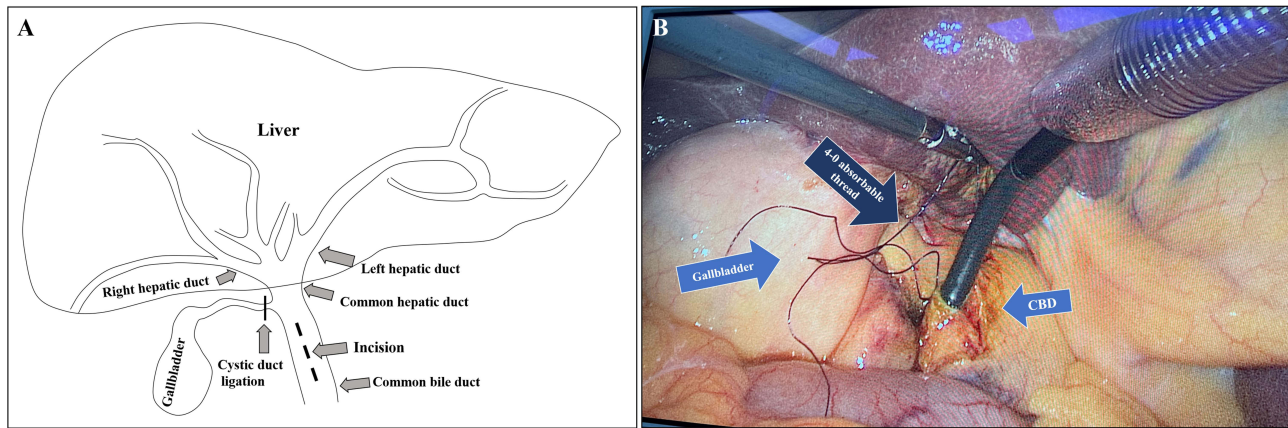 A
Liver
Left hepatic duct
Right hepatic duct
Common hepatic duct
Gallbladder
Cystic duct
ligation
Incision
Common bile duct
B
4-0 absorbable
thread
Gallbladder
CBD